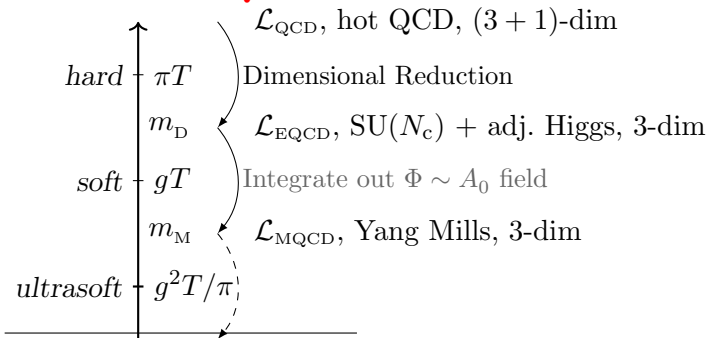 ℒ_QCD, hot QCD, (3 + 1)-dim
hard πT Dimensional Reduction
m_D ℒ_EQCD, SU(N_c) + adj. Higgs, 3-dim
soft gT Integrate out Φ ∼ A_0 field
m_M ℒ_MQCD, Yang Mills, 3-dim
ultrasoft g²T/π